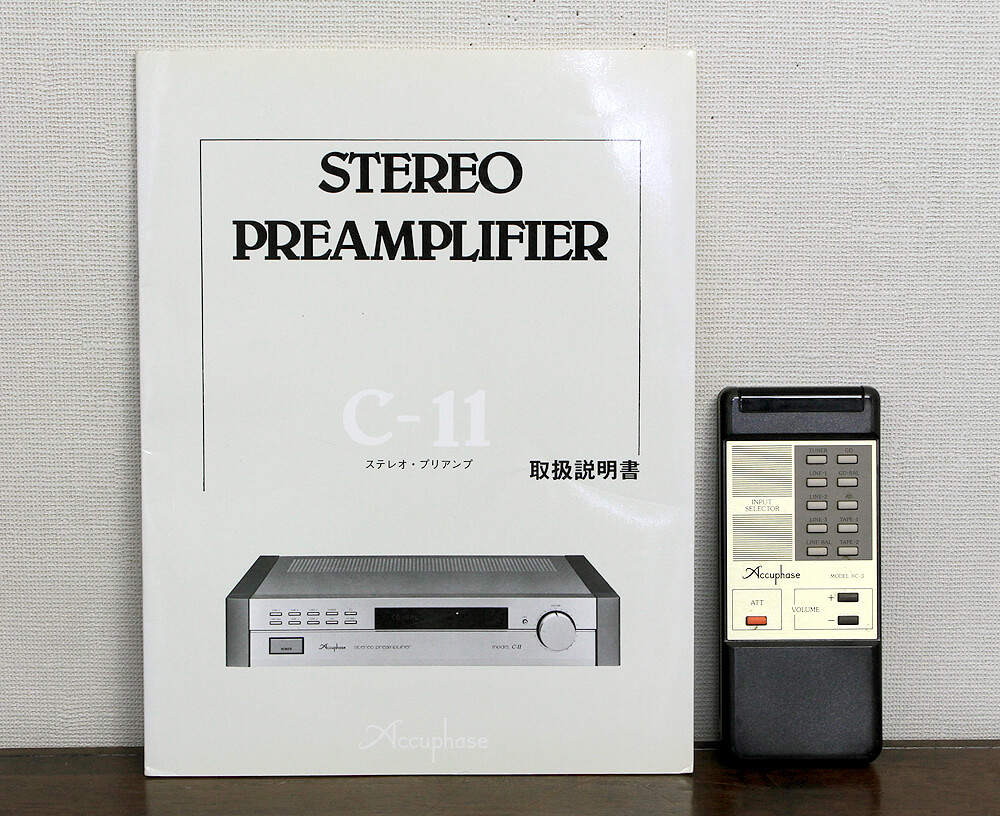 STEREO
PREAMPLIFIER
C-11
ステレオ・プリアンプ
取扱説明書
POWER
Accuphase stereo preamplifier
model C-11
Accuphase
TUNER CD
LINE-1 CD-BAL
LINE-2 AD
INPUT
SELECTOR
LINE-3 TAPE-1
LINE-BAL TAPE-2
Accuphase MODEL RC-3
ATT
VOLUME
+
−